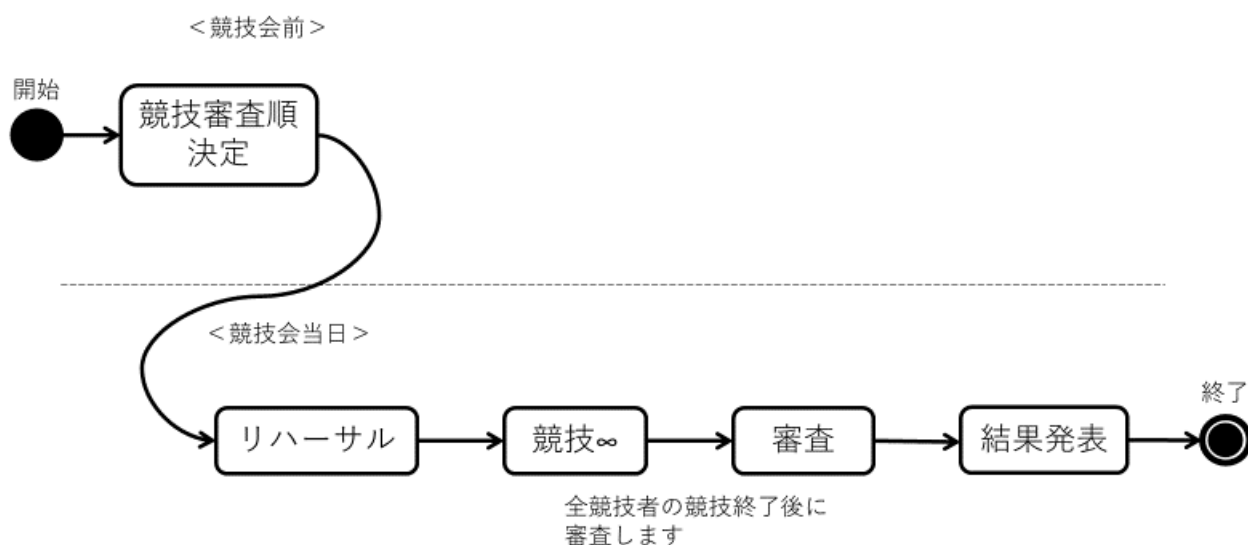 ＜競技会前＞
開始
競技審査順
決定
＜競技会当日＞
終了
リハーサル
競技∞
審査
結果発表
全競技者の競技終了後に
審査します